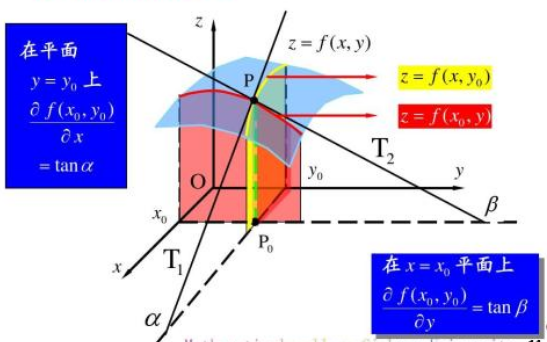 在平面
y = y₀ 上
∂ f(x₀, y₀)
∂ x
= tan α
z
z = f(x, y)
z = f(x, y₀)
P
z = f(x₀, y)
T₂
O
y₀
y
x₀
β
P₀
x
T₁
α
在 x = x₀ 平面上
∂ f(x₀, y₀)
∂ y
= tan β